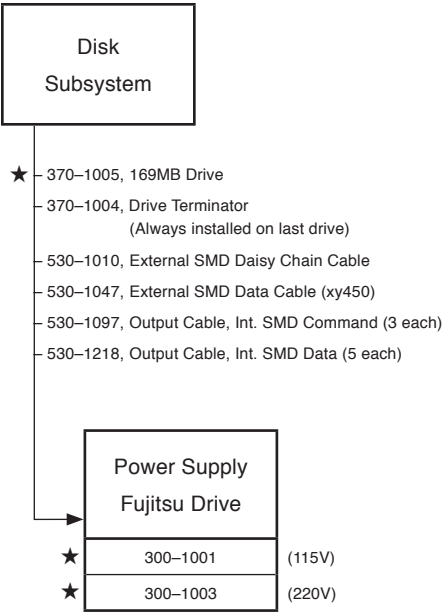 Disk
Subsystem
★ – 370–1005, 169MB Drive
– 370–1004, Drive Terminator
(Always installed on last drive)
– 530–1010, External SMD Daisy Chain Cable
– 530–1047, External SMD Data Cable (xy450)
– 530–1097, Output Cable, Int. SMD Command (3 each)
– 530–1218, Output Cable, Int. SMD Data (5 each)
Power Supply
Fujitsu Drive
★ 300–1001 (115V)
★ 300–1003 (220V)